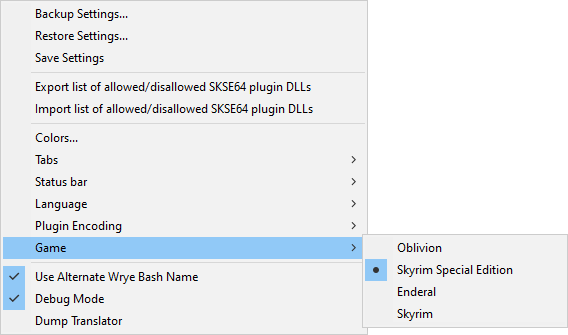 Backup Settings...
Restore Settings...
Save Settings
Export list of allowed/disallowed SKSE64 plugin DLLs
Import list of allowed/disallowed SKSE64 plugin DLLs
Colors...
Tabs
Status bar
Language
Plugin Encoding
Game
Oblivion
Skyrim Special Edition
Enderal
Skyrim
Use Alternate Wrye Bash Name
Debug Mode
Dump Translator